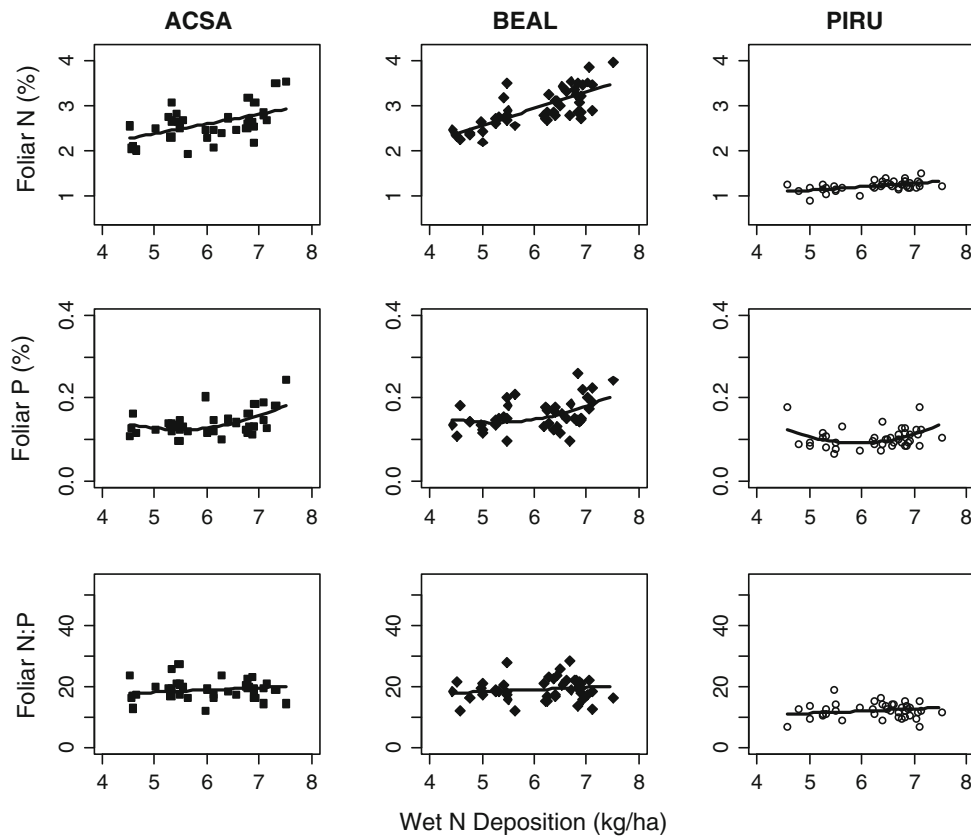 ACSA BEAL PIRU
Foliar N (%)
1 2 3 4
4 5 6 7 8
1 2 3 4
4 5 6 7 8
1 2 3 4
4 5 6 7 8
Foliar P (%)
0.0 0.2 0.4
4 5 6 7 8
0.0 0.2 0.4
4 5 6 7 8
0.0 0.2 0.4
4 5 6 7 8
Foliar N:P
0 20 40
4 5 6 7 8
0 20 40
4 5 6 7 8
0 20 40
4 5 6 7 8
Wet N Deposition (kg/ha)